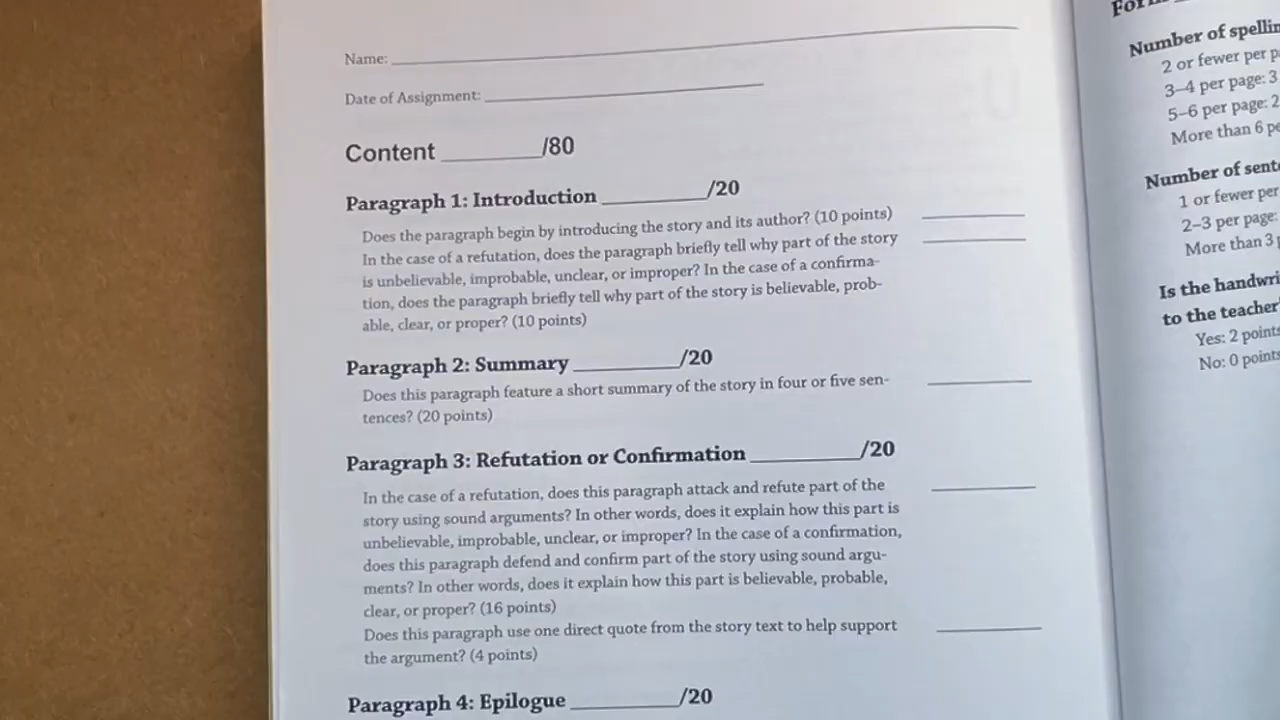 Name:
Date of Assignment:
Content ________/80
Paragraph 1: Introduction ________/20
Does the paragraph begin by introducing the story and its author? (10 points)
In the case of a refutation, does the paragraph briefly tell why part of the story
is unbelievable, improbable, unclear, or improper? In the case of a confirma-
tion, does the paragraph briefly tell why part of the story is believable, prob-
able, clear, or proper? (10 points)
Paragraph 2: Summary ________/20
Does this paragraph feature a short summary of the story in four or five sen-
tences? (20 points)
Paragraph 3: Refutation or Confirmation ________/20
In the case of a refutation, does this paragraph attack and refute part of the
story using sound arguments? In other words, does it explain how this part is
unbelievable, improbable, unclear, or improper? In the case of a confirmation,
does this paragraph defend and confirm part of the story using sound argu-
ments? In other words, does it explain how this part is believable, probable,
clear, or proper? (16 points)
Does this paragraph use one direct quote from the story text to help support
the argument? (4 points)
Paragraph 4: Epilogue ________/20
Number of
2 or fewer per
3–4 per page: 3
5–6 per page: 2
More than 6
Number of
1 or fewer per
2–3 per page:
More than 3
Is the
to the teacher
Yes: 2 points
No: 0 points